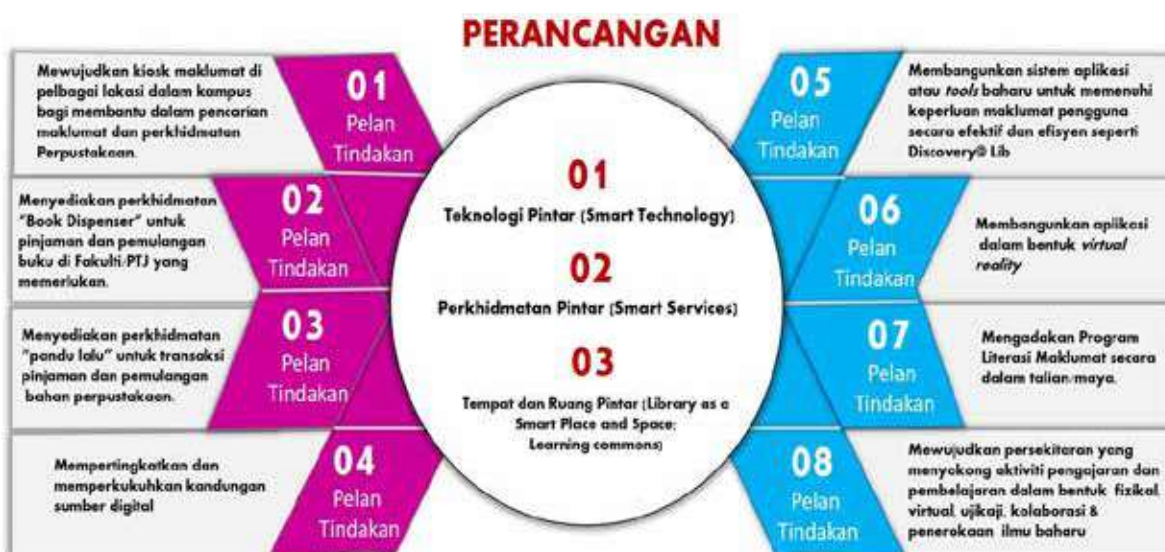 PERANCANGAN
01
Pelan
Tindakan
Mewujudkan kiosk maklumat di
pelbagai lokasi dalam kampus
bagi membantu dalam pencarian
maklumat dan perkhidmatan
Perpustakaan.
02
Pelan
Tindakan
Menyediakan perkhidmatan
"Book Dispenser" untuk
pinjaman dan pemulangan
buku di Fakulti/PTJ yang
memerlukan.
03
Pelan
Tindakan
Menyediakan perkhidmatan
"pandu lalu" untuk transaksi
pinjaman dan pemulangan
bahan perpustakaan.
04
Pelan
Tindakan
Mempertingkatkan dan
memperkukuhkan kandungan
sumber digital
01
Teknologi Pintar (Smart Technology)
02
Perkhidmatan Pintar (Smart Services)
03
Tempat dan Ruang Pintar (Library as a
Smart Place and Space;
Learning commons)
05
Pelan
Tindakan
Membangunkan sistem aplikasi
atau tools baharu untuk memenuhi
keperluan maklumat pengguna
secara efektif dan efisyen seperti
Discovery@ Lib
06
Pelan
Tindakan
Membangunkan aplikasi
dalam bentuk virtual
reality
07
Pelan
Tindakan
Mengadakan Program
Literasi Maklumat secara
dalam talian/maya.
08
Pelan
Tindakan
Mewujudkan persekitaran yang
menyokong aktiviti pengajaran dan
pembelajaran dalam bentuk fizikal,
virtual, ujikaji, kolaborasi &
penerokaan ilmu baharu